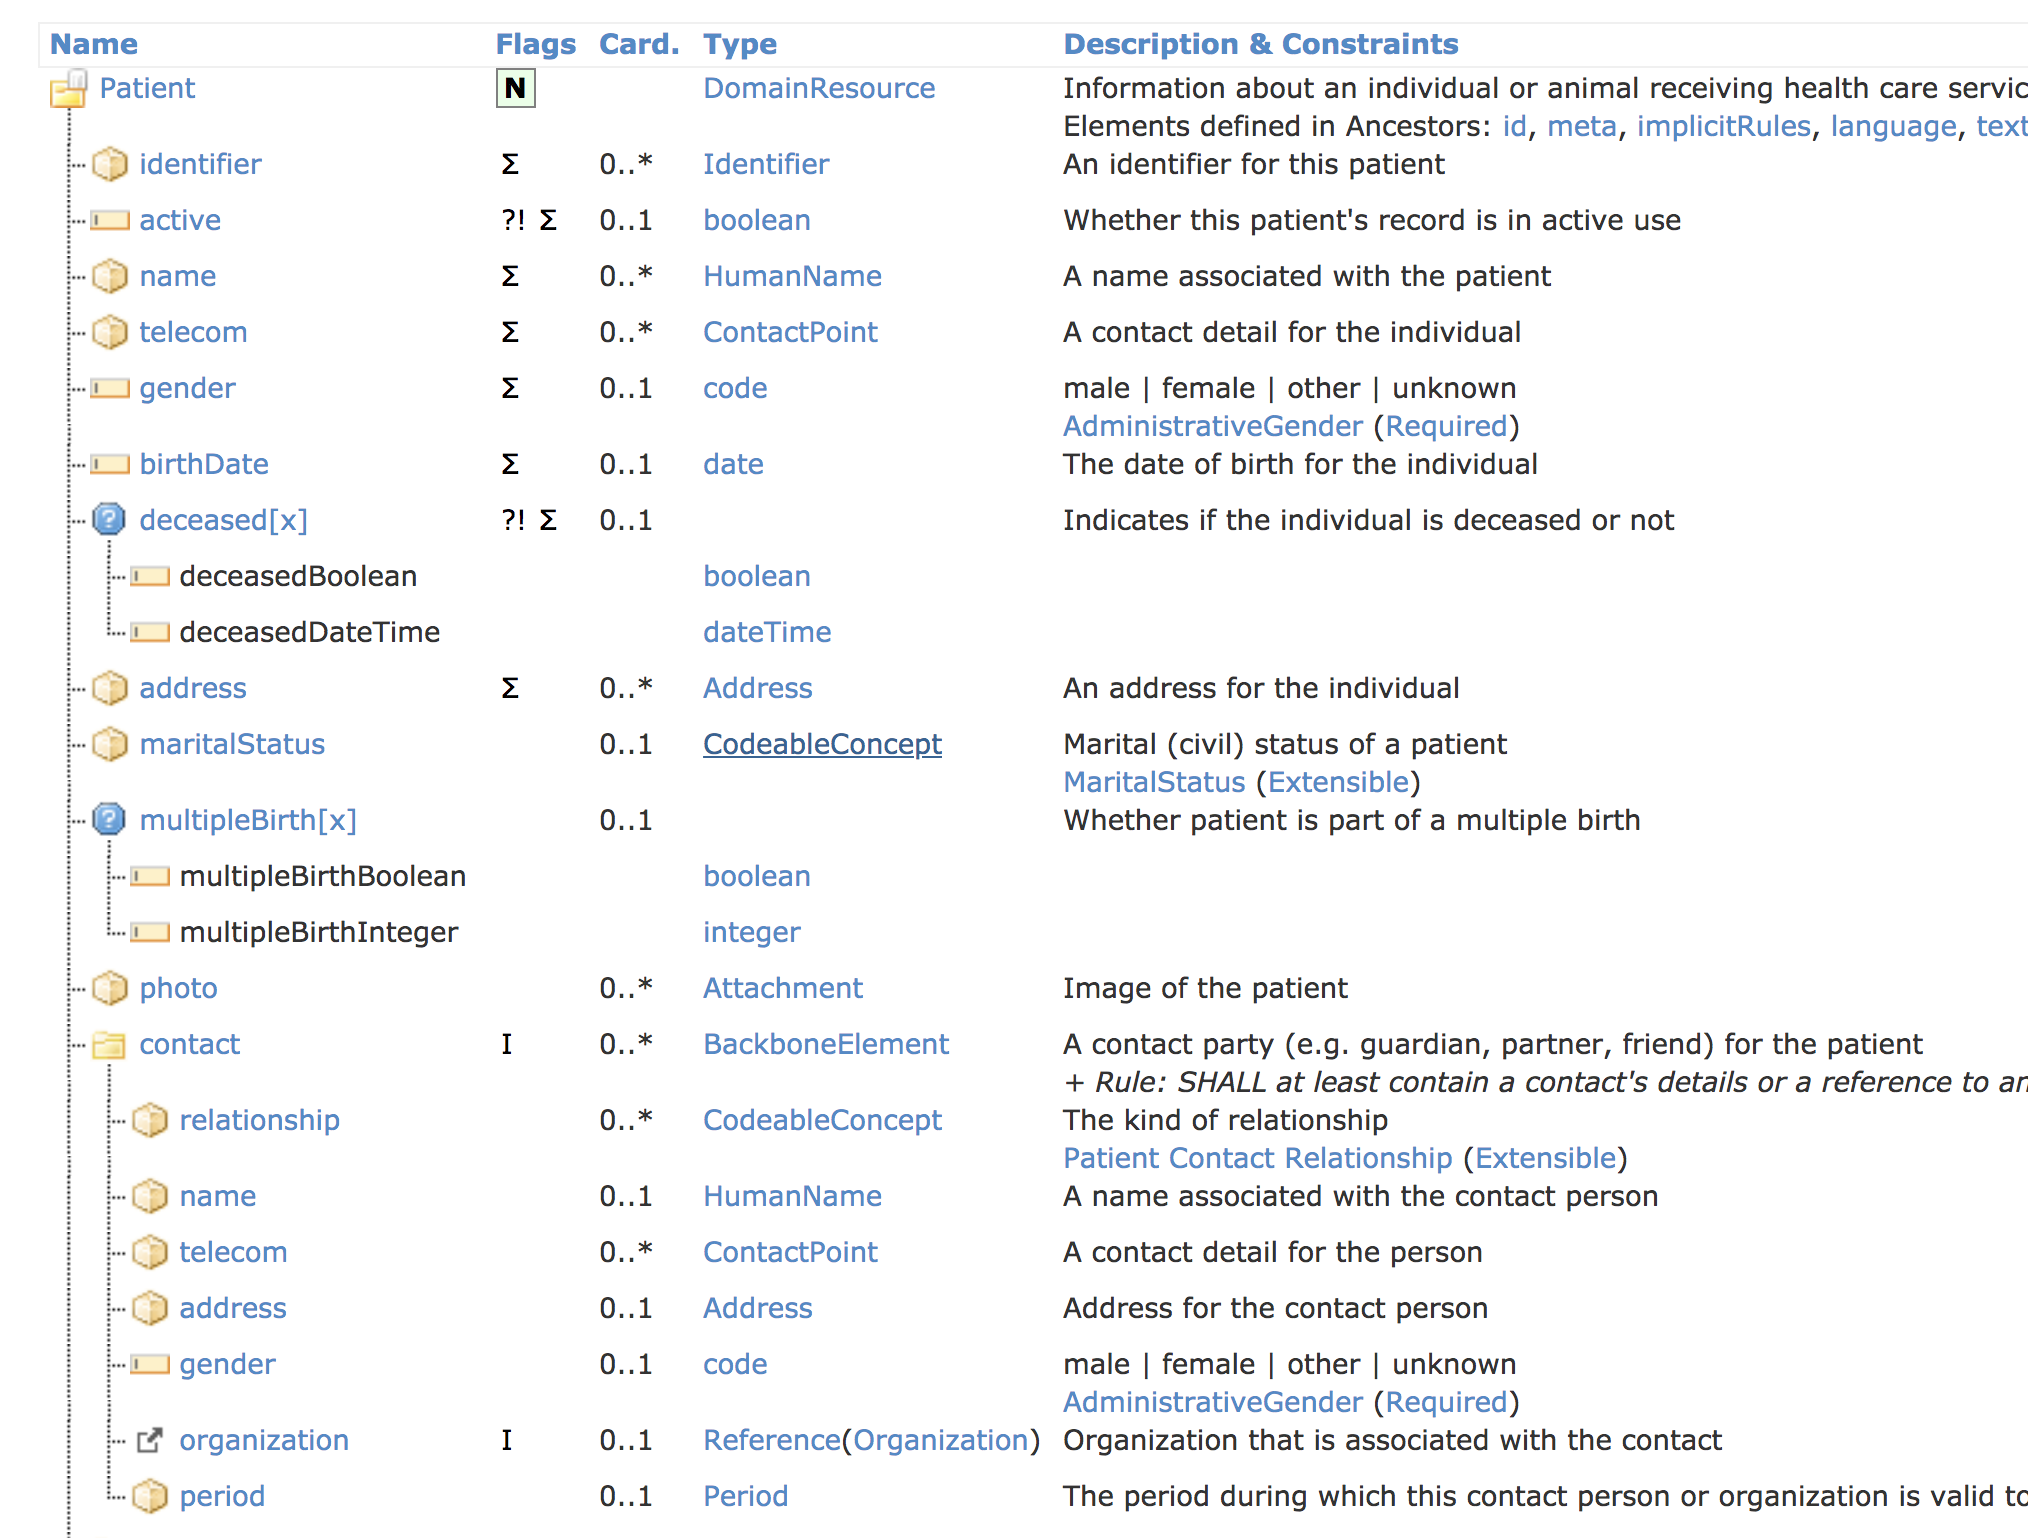 Name Flags Card. Type Description & Constraints
Patient N DomainResource Information about an individual or animal receiving health care servic
Elements defined in Ancestors: id, meta, implicitRules, language, text
identifier Σ 0..* Identifier An identifier for this patient
active ?! Σ 0..1 boolean Whether this patient's record is in active use
name Σ 0..* HumanName A name associated with the patient
telecom Σ 0..* ContactPoint A contact detail for the individual
gender Σ 0..1 code male | female | other | unknown
AdministrativeGender (Required)
birthDate Σ 0..1 date The date of birth for the individual
deceased[x] ?! Σ 0..1 Indicates if the individual is deceased or not
deceasedBoolean boolean
deceasedDateTime dateTime
address Σ 0..* Address An address for the individual
maritalStatus 0..1 CodeableConcept Marital (civil) status of a patient
MaritalStatus (Extensible)
multipleBirth[x] 0..1 Whether patient is part of a multiple birth
multipleBirthBoolean boolean
multipleBirthInteger integer
photo 0..* Attachment Image of the patient
contact I 0..* BackboneElement A contact party (e.g. guardian, partner, friend) for the patient
+ Rule: SHALL at least contain a contact's details or a reference to an
relationship 0..* CodeableConcept The kind of relationship
Patient Contact Relationship (Extensible)
name 0..1 HumanName A name associated with the contact person
telecom 0..* ContactPoint A contact detail for the person
address 0..1 Address Address for the contact person
gender 0..1 code male | female | other | unknown
AdministrativeGender (Required)
organization I 0..1 Reference(Organization) Organization that is associated with the contact
period 0..1 Period The period during which this contact person or organization is valid to